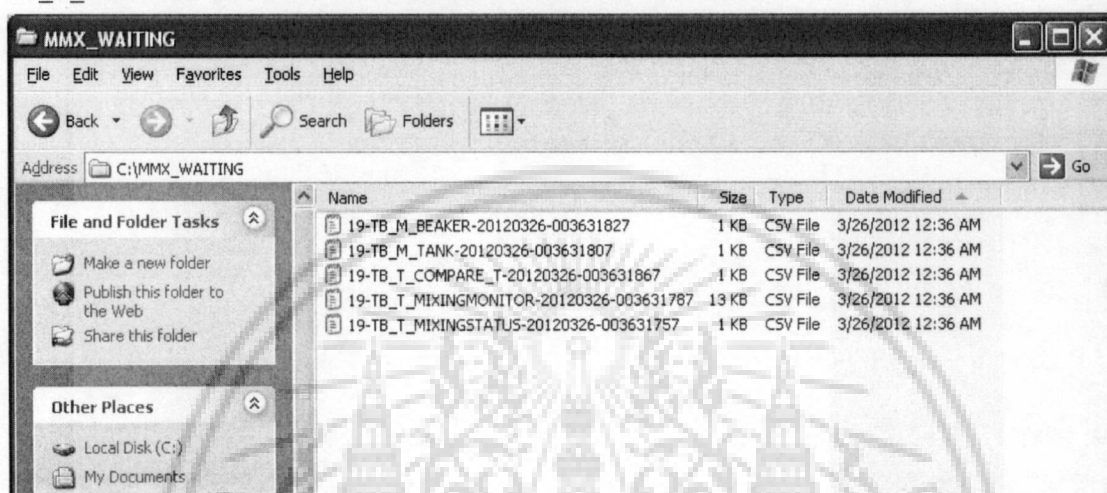 MMX_WAITING
File Edit View Favorites Tools Help
Back Search Folders
Address C:\MMX_WAITING Go
File and Folder Tasks
Make a new folder
Publish this folder to
the Web
Share this folder
Other Places
Local Disk (C:)
My Documents
Name Size Type Date Modified
19-TB_M_BEAKER-20120326-003631827 1 KB CSV File 3/26/2012 12:36 AM
19-TB_M_TANK-20120326-003631807 1 KB CSV File 3/26/2012 12:36 AM
19-TB_T_COMPARE_T-20120326-003631867 1 KB CSV File 3/26/2012 12:36 AM
19-TB_T_MIXINGMONITOR-20120326-003631787 13 KB CSV File 3/26/2012 12:36 AM
19-TB_T_MIXINGSTATUS-20120326-003631757 1 KB CSV File 3/26/2012 12:36 AM